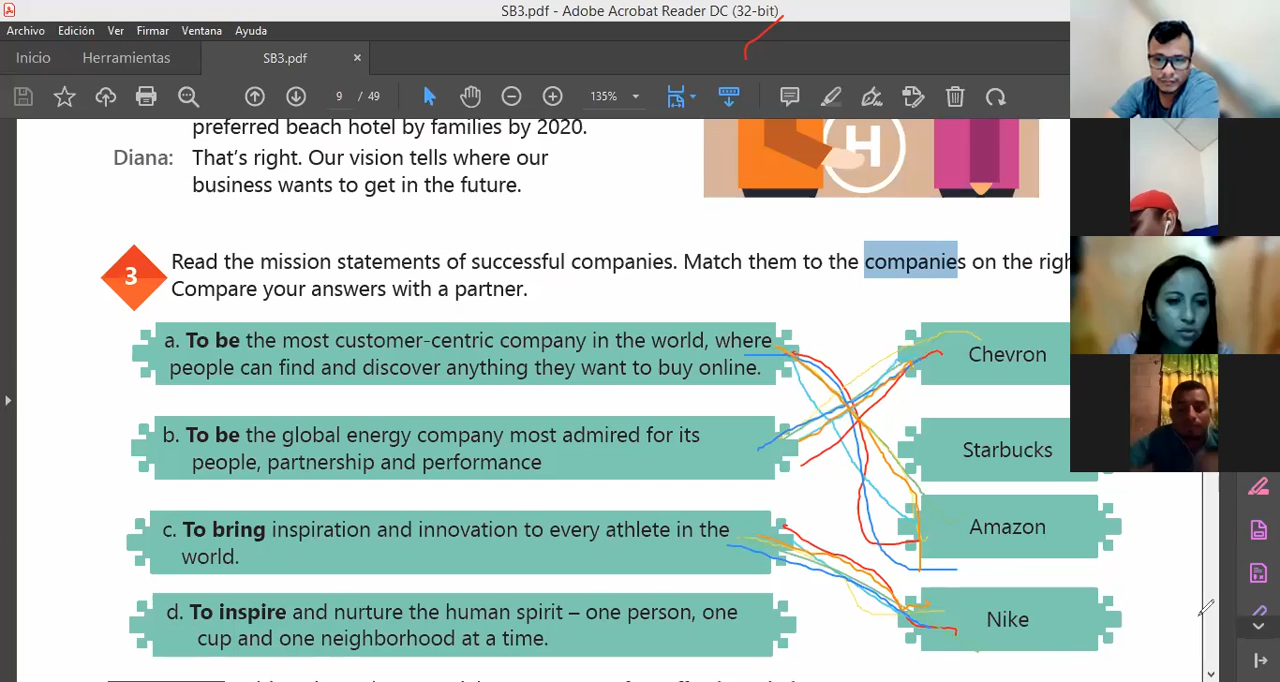 SB3.pdf - Adobe Acrobat Reader DC (32-bit)
Archivo Edición Ver Firmar Ventana Ayuda
Inicio Herramientas SB3.pdf ×
9 / 49 135%
preferred beach hotel by families by 2020.
Diana: That's right. Our vision tells where our
business wants to get in the future.
H
3 Read the mission statements of successful companies. Match them to the companies on the righ
Compare your answers with a partner.
a. To be the most customer-centric company in the world, where
people can find and discover anything they want to buy online.
Chevron
b. To be the global energy company most admired for its
people, partnership and performance
Starbucks
c. To bring inspiration and innovation to every athlete in the
world.
Amazon
d. To inspire and nurture the human spirit – one person, one
cup and one neighborhood at a time.
Nike